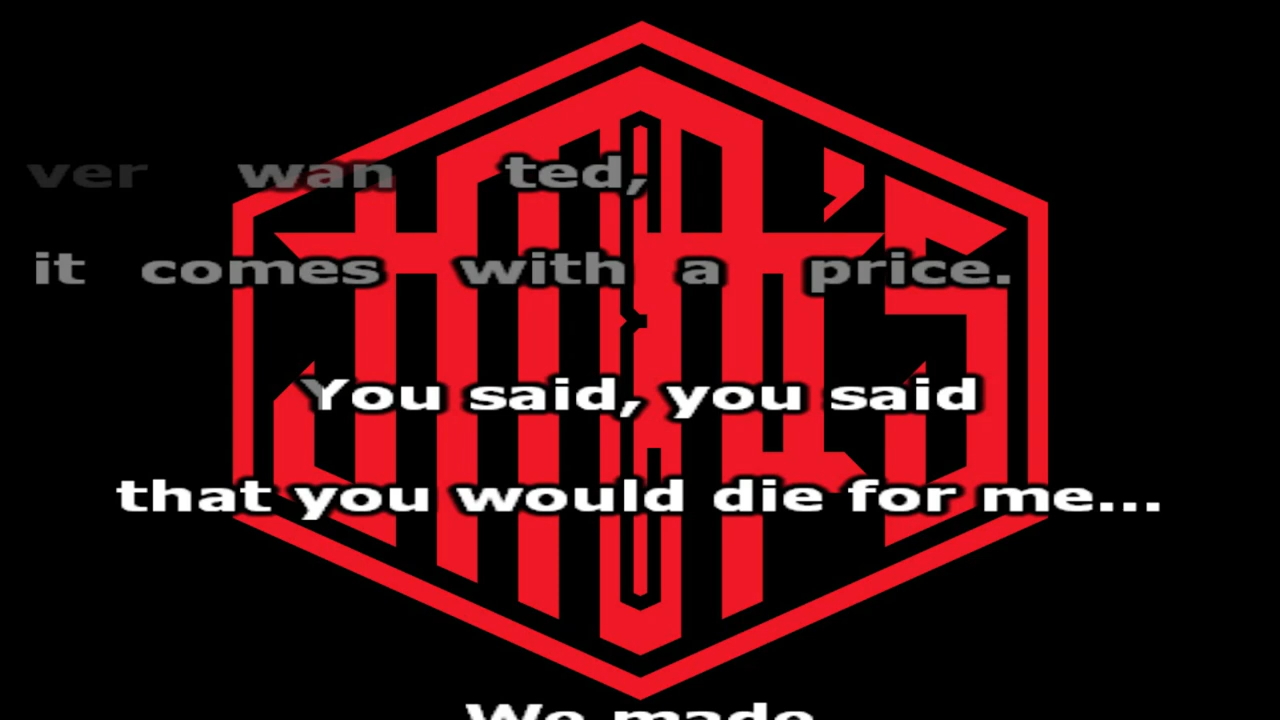 ver wan ted,
it comes with a price.
You said, you said
that you would die for me...
We made